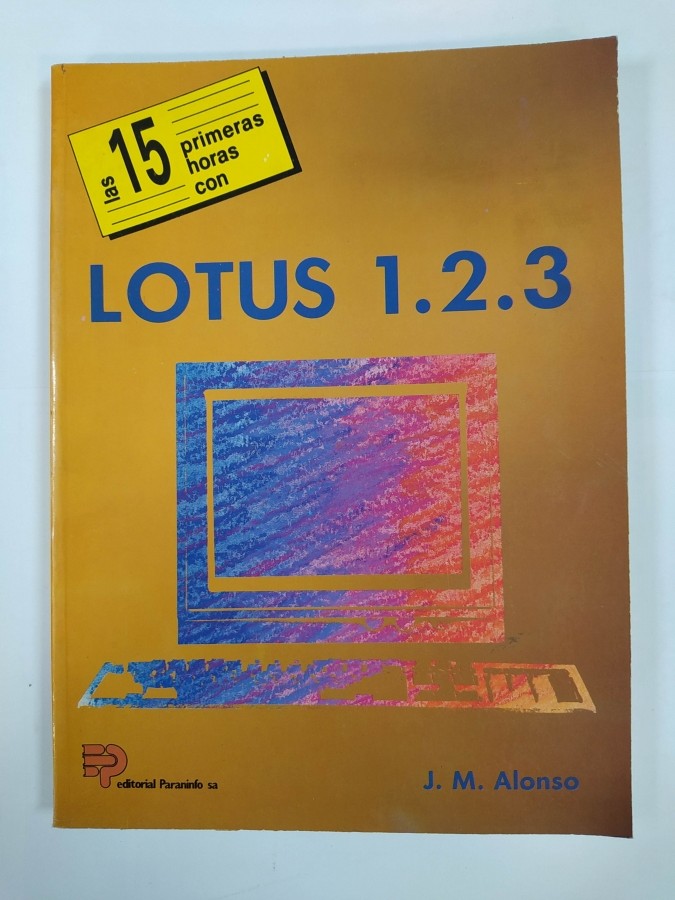 las 15 primeras
horas
con
LOTUS 1.2.3
editorial Paraninfo sa
J. M. Alonso